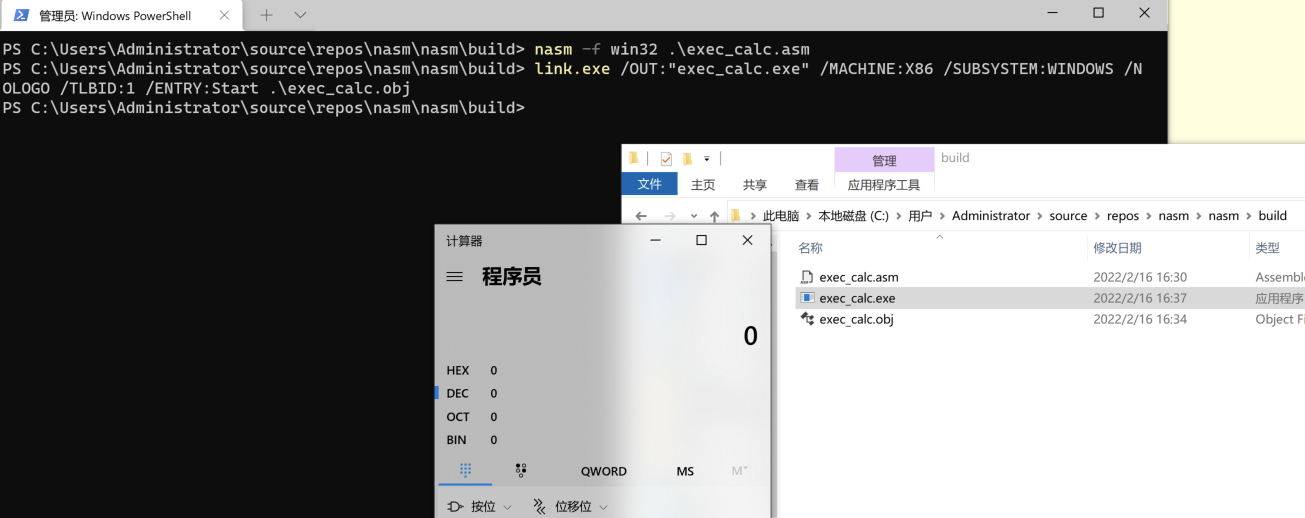 管理员: Windows PowerShell
PS C:\Users\Administrator\source\repos\nasm\nasm\build> nasm -f win32 .\exec_calc.asm
PS C:\Users\Administrator\source\repos\nasm\nasm\build> link.exe /OUT:"exec_calc.exe" /MACHINE:X86 /SUBSYSTEM:WINDOWS /N
OLOGO /TLBID:1 /ENTRY:Start .\exec_calc.obj
PS C:\Users\Administrator\source\repos\nasm\nasm\build>
管理 build
文件 主页 共享 查看 应用程序工具
此电脑 本地磁盘 (C:) 用户 Administrator source repos nasm nasm build
名称 修改日期 类型
exec_calc.asm 2022/2/16 16:30 Assembl
exec_calc.exe 2022/2/16 16:37 应用程序
exec_calc.obj 2022/2/16 16:34 Object Fi
计算器
程序员
0
HEX 0
DEC 0
OCT 0
BIN 0
QWORD MS M˅
按位 位移位